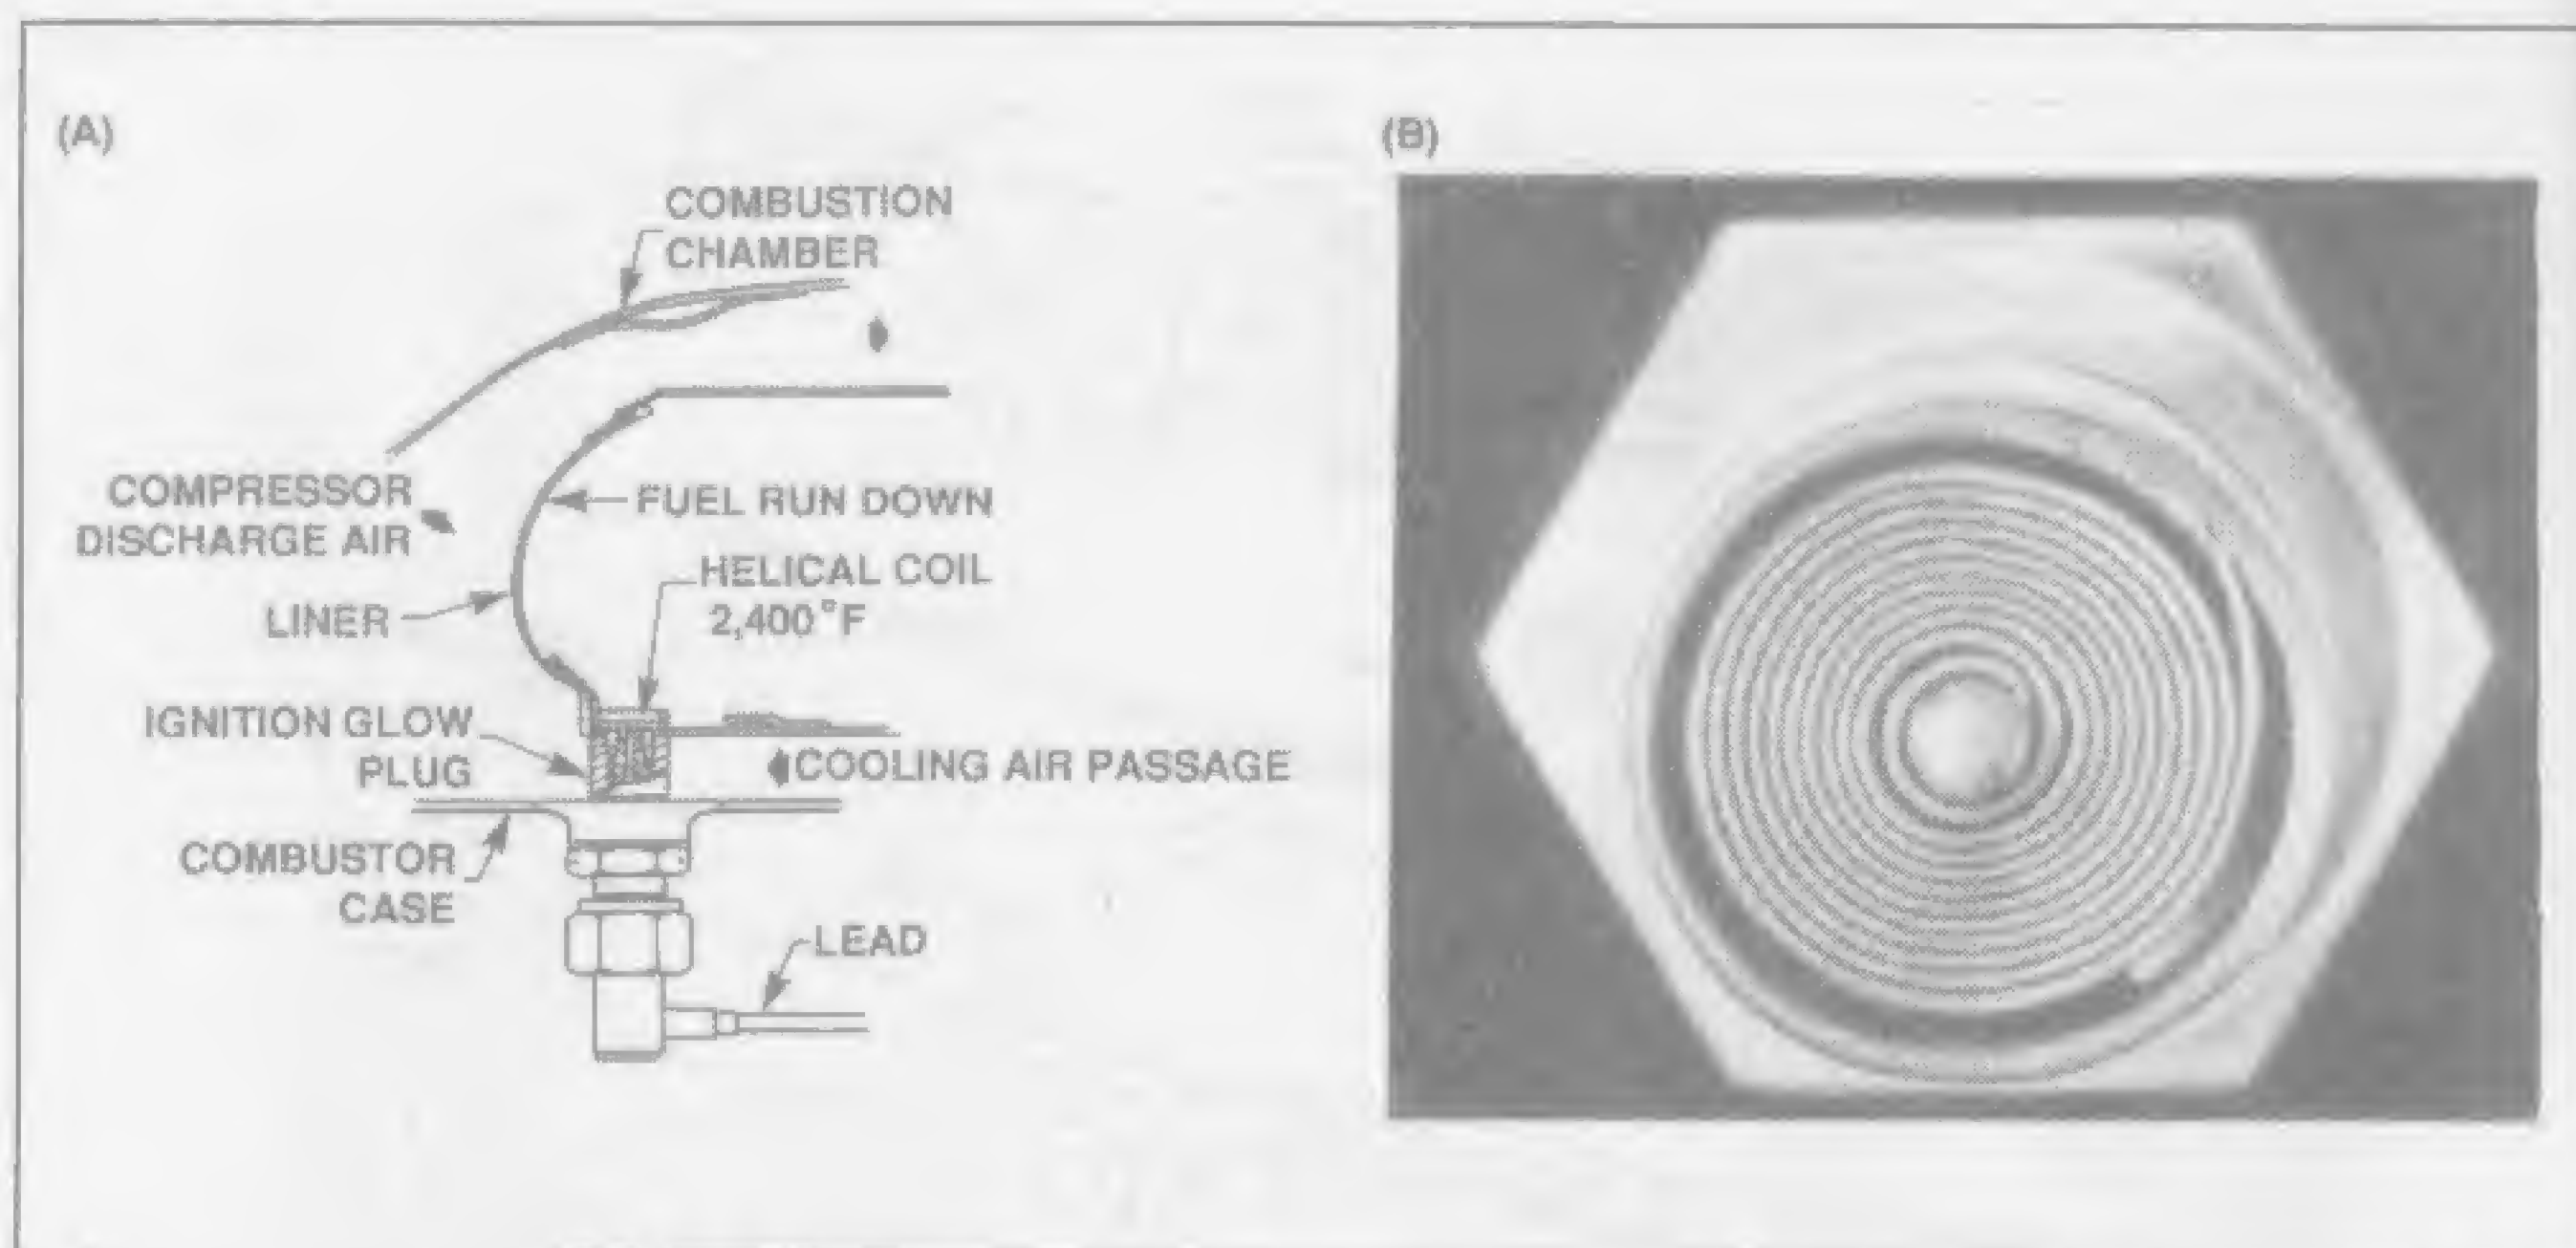 (A)
COMBUSTION
CHAMBER
COMPRESSOR
DISCHARGE AIR
FUEL RUN DOWN
HELICAL COIL
2,400°F
LINER
IGNITION GLOW
PLUG
COOLING AIR PASSAGE
COMBUSTOR
CASE
LEAD
(B)